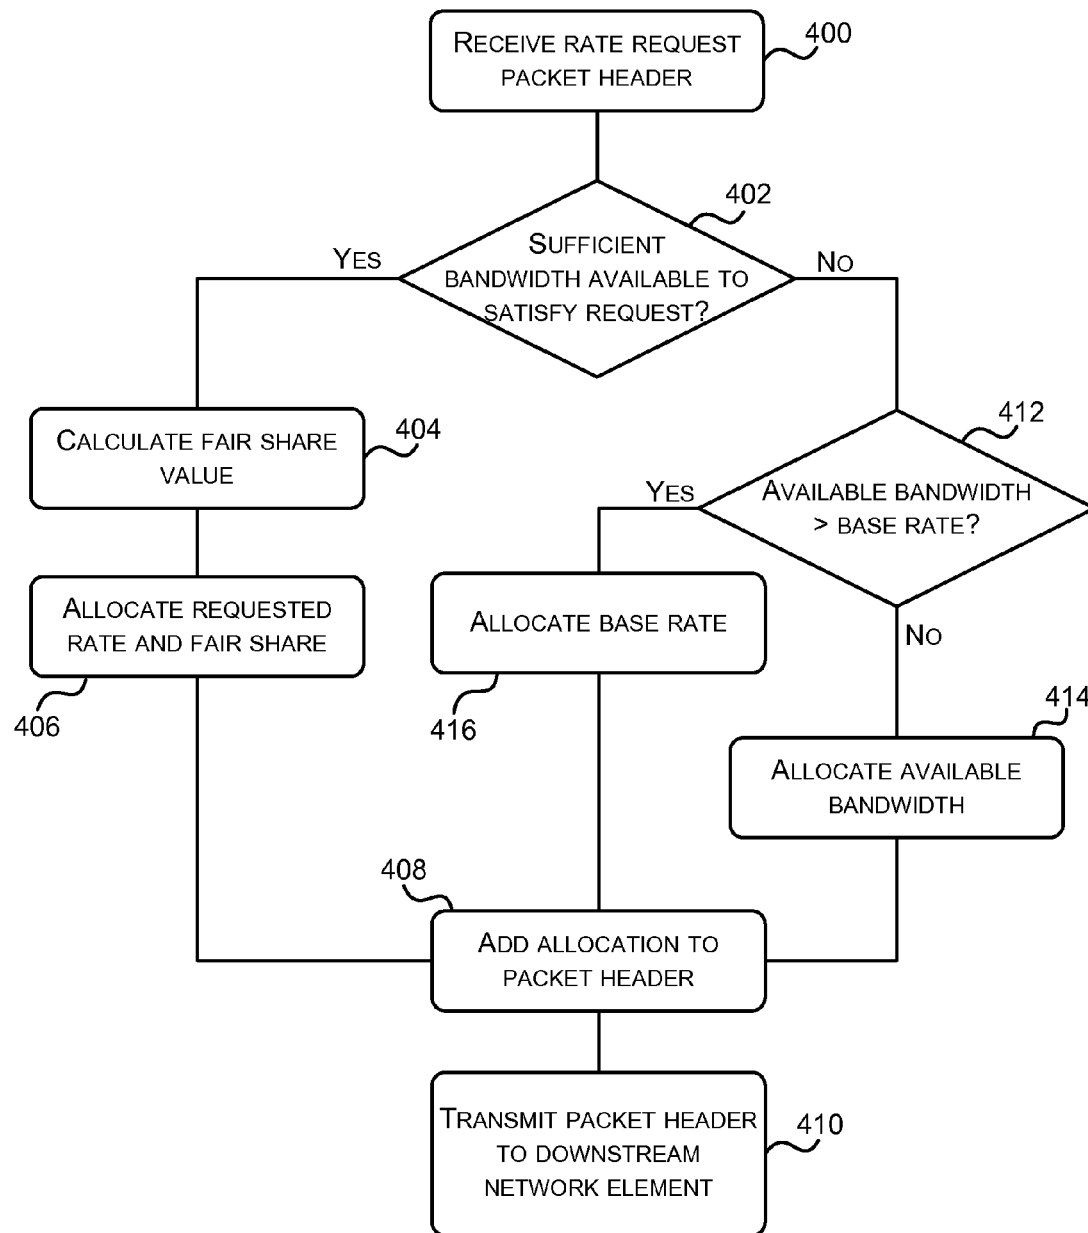 RECEIVE RATE REQUEST
PACKET HEADER
400
402
SUFFICIENT
BANDWIDTH AVAILABLE TO
SATISFY REQUEST?
YES
NO
CALCULATE FAIR SHARE
VALUE
404
412
AVAILABLE BANDWIDTH
> BASE RATE?
YES
NO
ALLOCATE REQUESTED
RATE AND FAIR SHARE
406
ALLOCATE BASE RATE
416
414
ALLOCATE AVAILABLE
BANDWIDTH
408
ADD ALLOCATION TO
PACKET HEADER
TRANSMIT PACKET HEADER
TO DOWNSTREAM
NETWORK ELEMENT
410